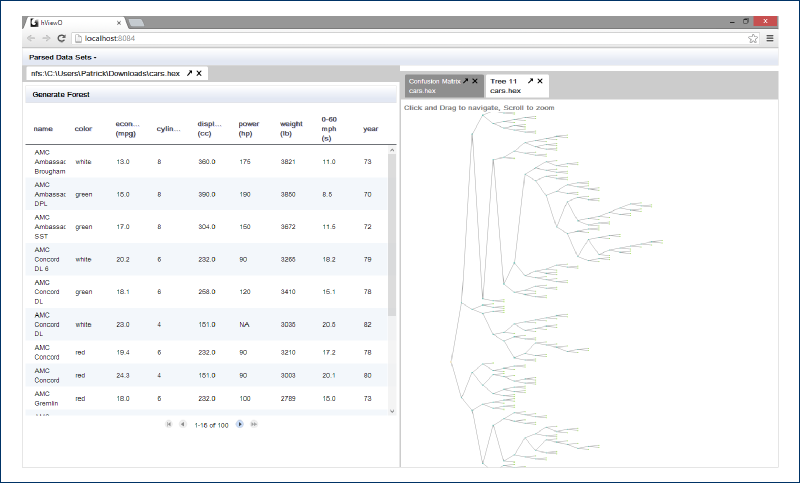 hViewO
localhost:8084
Parsed Data Sets -
nfs:\C:\Users\Patrick\Downloads\cars.hex
Generate Forest
name color econ... (mpg) cylin... displ... (cc) power (hp) weight (lb) 0-60 mph (s) year
AMC Ambassac Brougham white 13.0 8 360.0 175 3821 11.0 73
AMC Ambassac DPL green 15.0 8 390.0 190 3850 8.5 70
AMC Ambassac SST green 17.0 8 304.0 150 3672 11.5 72
AMC Concord DL 6 white 20.2 6 232.0 90 3265 18.2 79
AMC Concord DL green 18.1 6 258.0 120 3410 15.1 78
AMC Concord DL white 23.0 4 151.0 NA 3035 20.5 82
AMC Concord red 19.4 6 232.0 90 3210 17.2 78
AMC Concord red 24.3 4 151.0 90 3003 20.1 80
AMC Gremlin red 18.0 6 232.0 100 2789 15.0 73
1-16 of 100
Confusion Matrix
cars.hex
Tree 11
cars.hex
Click and Drag to navigate, Scroll to zoom